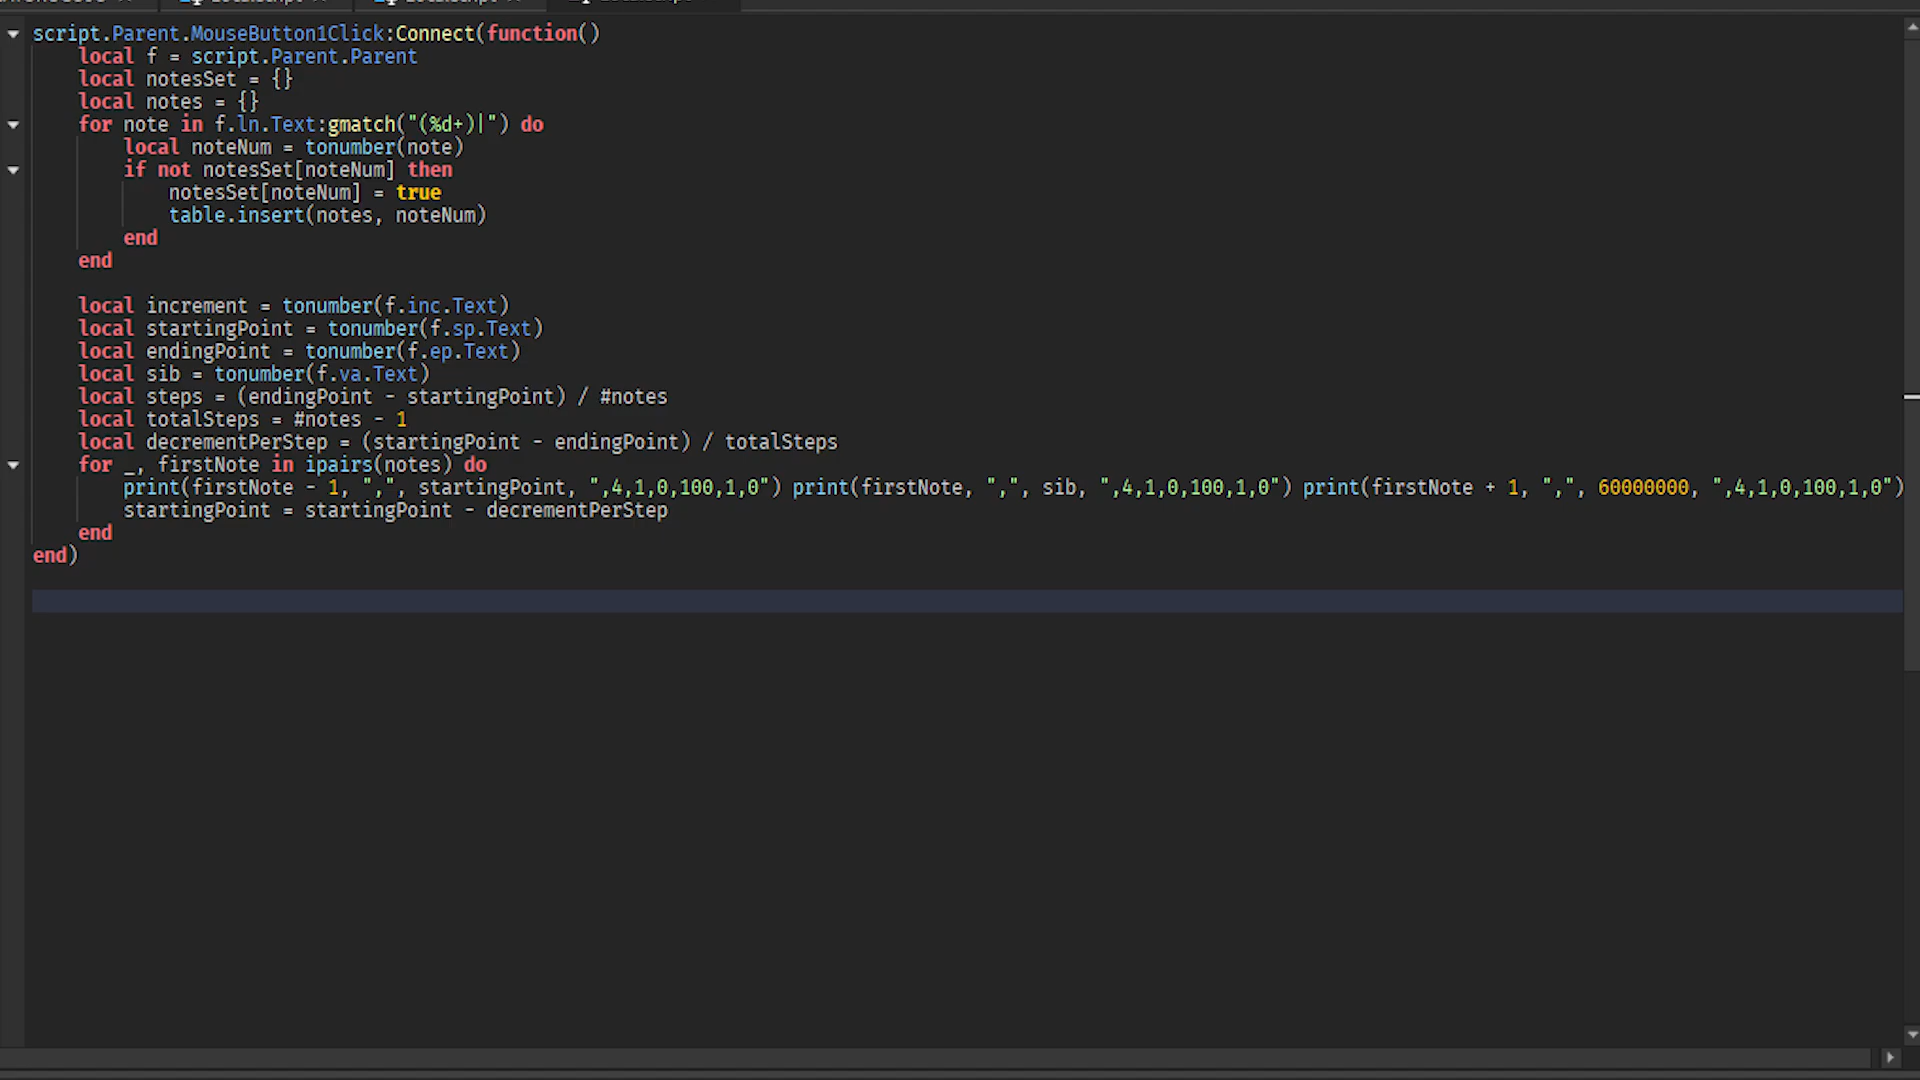 script.Parent.MouseButton1Click:Connect(function()
    local f = script.Parent.Parent
    local notesSet = {}
    local notes = {}
    for note in f.ln.Text:gmatch("(%d+)|") do
        local noteNum = tonumber(note)
        if not notesSet[noteNum] then
            notesSet[noteNum] = true
            table.insert(notes, noteNum)
        end
    end

    local increment = tonumber(f.inc.Text)
    local startingPoint = tonumber(f.sp.Text)
    local endingPoint = tonumber(f.ep.Text)
    local sib = tonumber(f.va.Text)
    local steps = (endingPoint - startingPoint) / #notes
    local totalSteps = #notes - 1
    local decrementPerStep = (startingPoint - endingPoint) / totalSteps
    for _, firstNote in ipairs(notes) do
        print(firstNote - 1, ",", startingPoint, ",4,1,0,100,1,0") print(firstNote, ",", sib, ",4,1,0,100,1,0") print(firstNote + 1, ",", 60000000, ",4,1,0,100,1,0")
        startingPoint = startingPoint - decrementPerStep
    end
end)